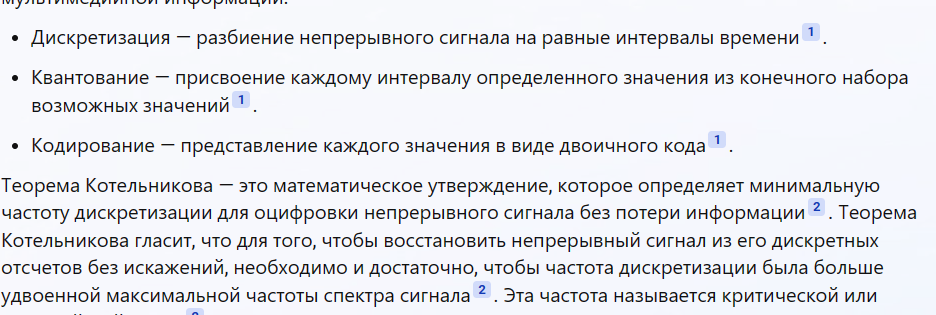 мультимедийной информации.
• Дискретизация — разбиение непрерывного сигнала на равные интервалы времени 1 .
• Квантование — присвоение каждому интервалу определенного значения из конечного набора
возможных значений 1 .
• Кодирование — представление каждого значения в виде двоичного кода 1 .
Теорема Котельникова — это математическое утверждение, которое определяет минимальную
частоту дискретизации для оцифровки непрерывного сигнала без потери информации 2 . Теорема
Котельникова гласит, что для того, чтобы восстановить непрерывный сигнал из его дискретных
отсчетов без искажений, необходимо и достаточно, чтобы частота дискретизации была больше
удвоенной максимальной частоты спектра сигнала 2 . Эта частота называется критической или